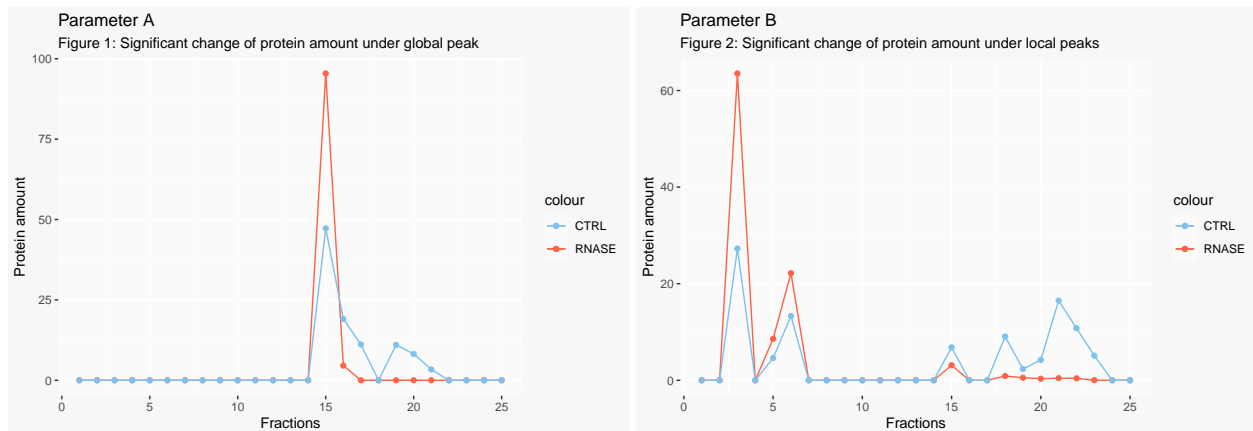 Parameter A
Figure 1: Significant change of protein amount under global peak
100
75
50
25
0
Protein amount
0 5 10 15 20 25
Fractions
colour
CTRL
RNASE
Parameter B
Figure 2: Significant change of protein amount under local peaks
60
40
20
0
Protein amount
0 5 10 15 20 25
Fractions
colour
CTRL
RNASE